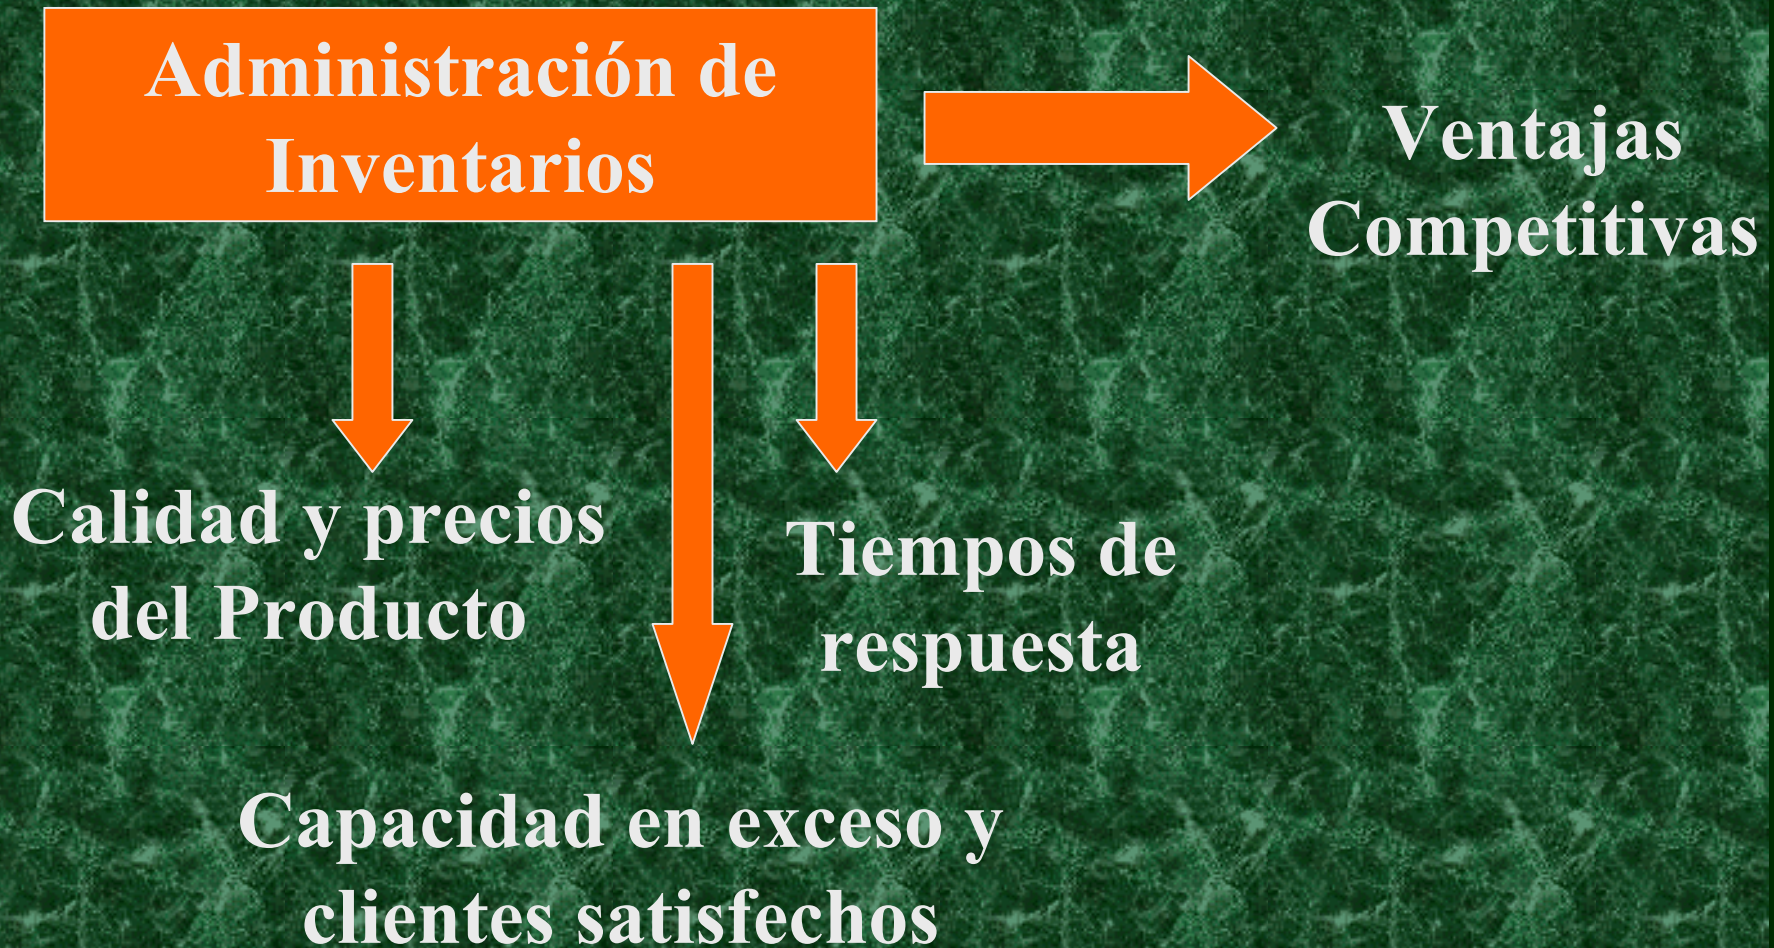 Administración de
Inventarios
Ventajas
Competitivas
Calidad y precios
del Producto
Tiempos de
respuesta
Capacidad en exceso y
clientes satisfechos